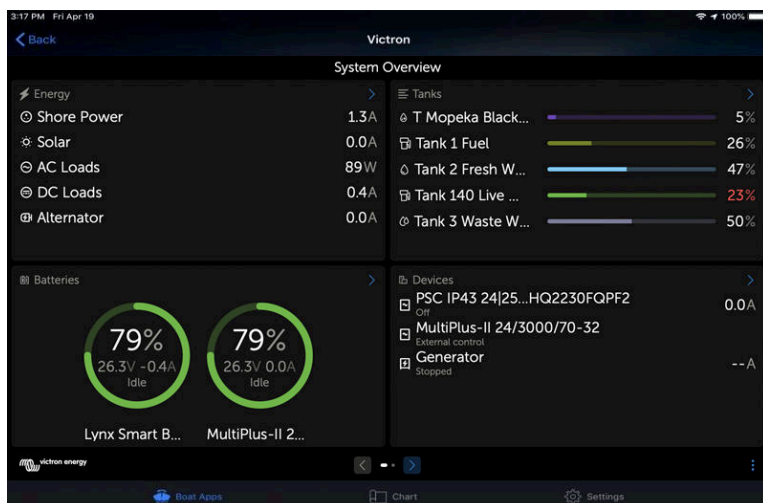 3:17 PM Fri Apr 19
100%
Back
Victron
System Overview
Energy
Shore Power 1.3A
Solar 0.0A
AC Loads 89W
DC Loads 0.4A
Alternator 0.0A
Tanks
T Mopeka Black... 5%
Tank 1 Fuel 26%
Tank 2 Fresh W... 47%
Tank 140 Live ... 23%
Tank 3 Waste W... 50%
Batteries
79%
26.3V -0.4A
Idle
Lynx Smart B...
79%
26.3V 0.0A
Idle
MultiPlus-II 2...
Devices
PSC IP43 24|25...HQ2230FQPF2 0.0A
Off
MultiPlus-II 24/3000/70-32
External control
Generator --A
Stopped
victron energy
Boat Apps
Chart
Settings